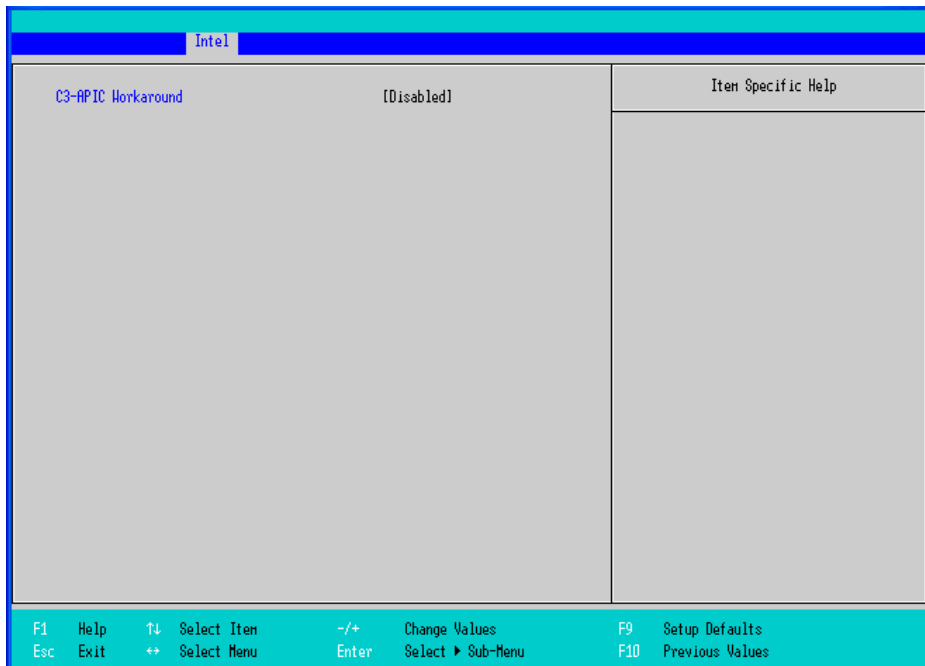 Intel
C3-APIC Workaround [Disabled]
Item Specific Help
F1 Help ↑↓ Select Item -/+ Change Values F9 Setup Defaults
Esc Exit ↔ Select Menu Enter Select ▶ Sub-Menu F10 Previous Values